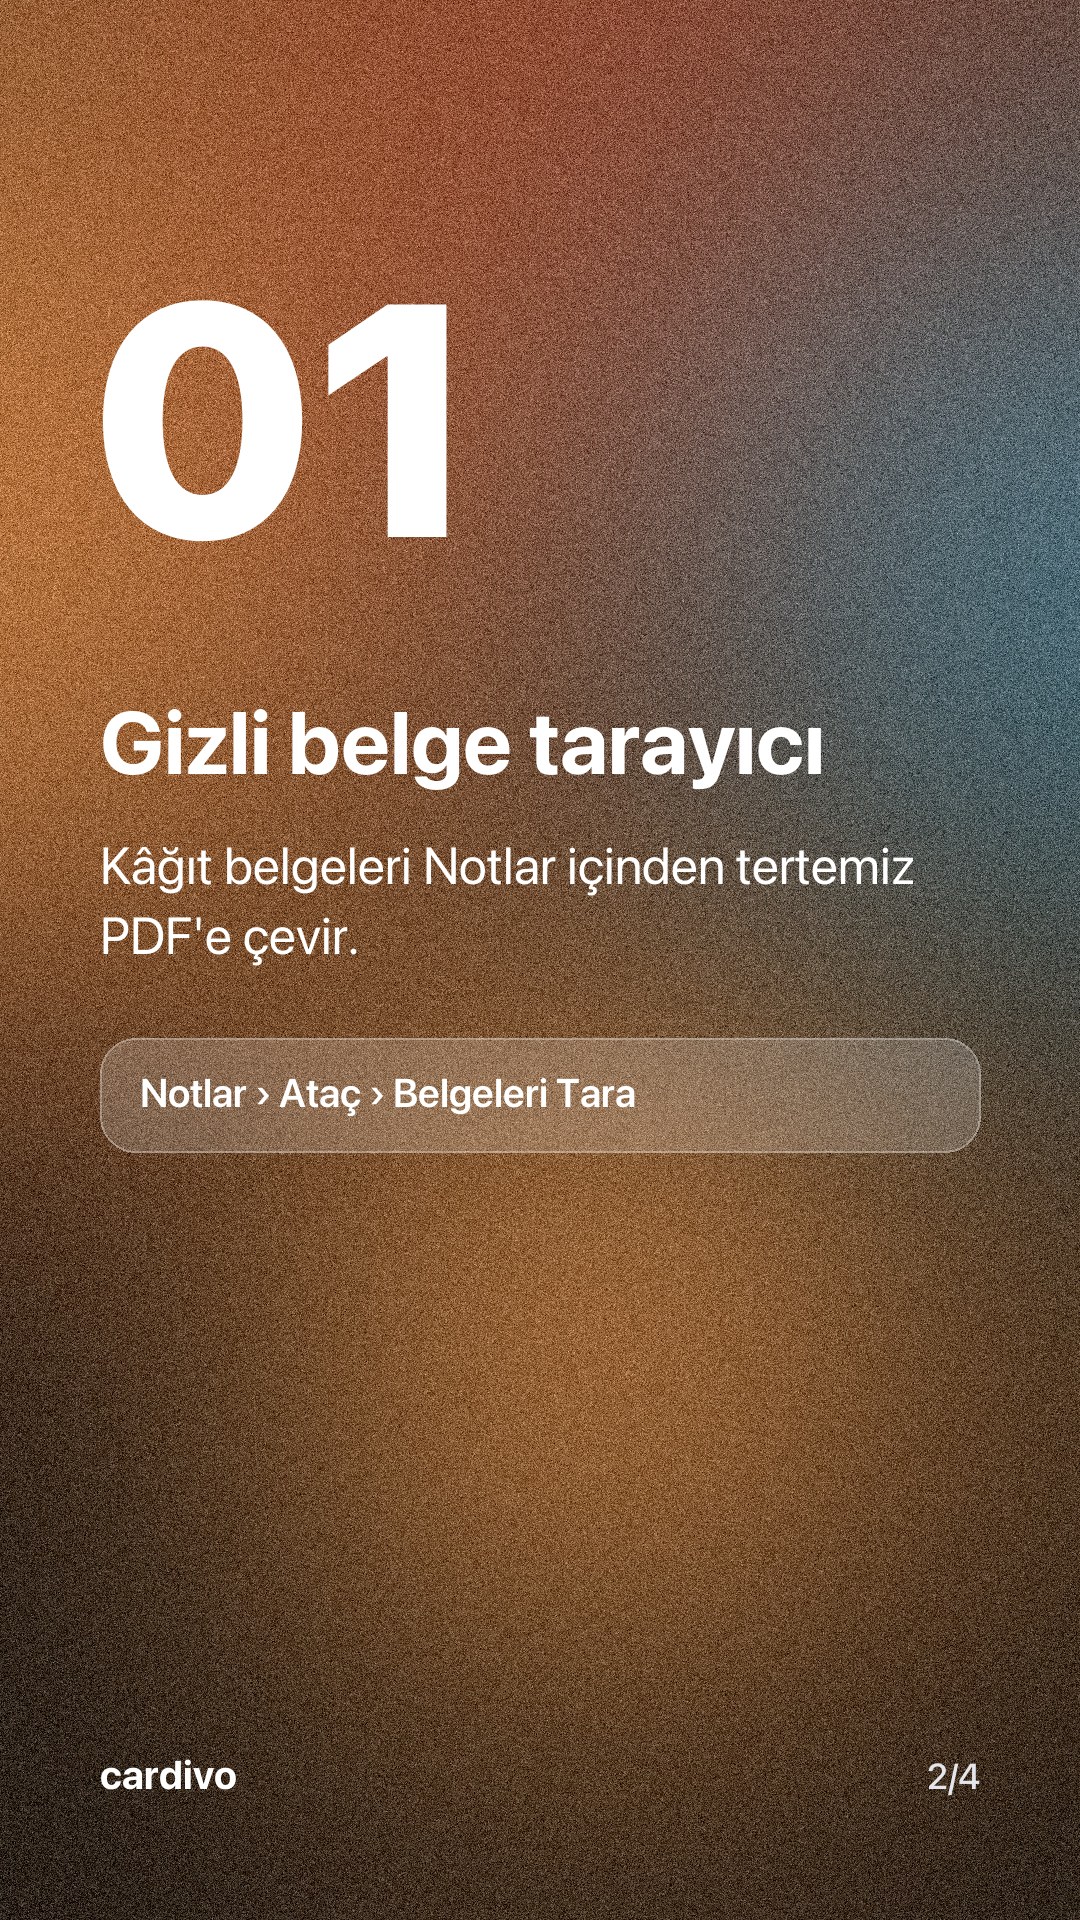 01
Gizli belge tarayıcı
Kâğıt belgeleri Notlar içinden tertemiz
PDF'e çevir.
Notlar › Ataç › Belgeleri Tara
cardivo
2/4